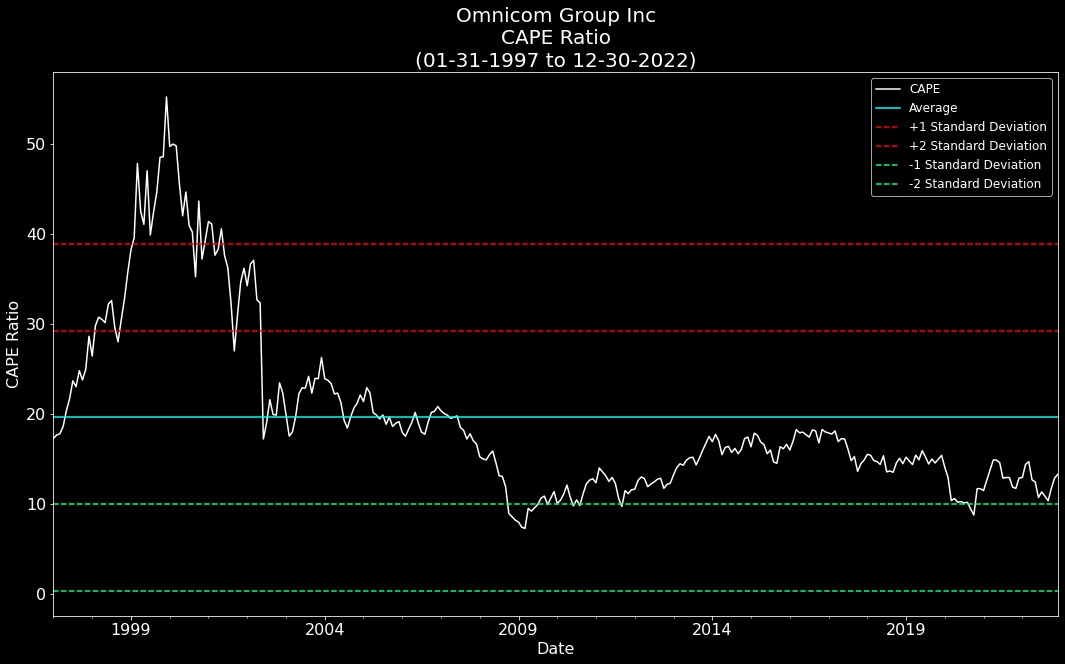 Omnicom Group Inc
CAPE Ratio
(01-31-1997 to 12-30-2022)
CAPE
Average
+1 Standard Deviation
+2 Standard Deviation
-1 Standard Deviation
-2 Standard Deviation
CAPE Ratio
50
40
30
20
10
0
1999
2004
2009
2014
2019
Date